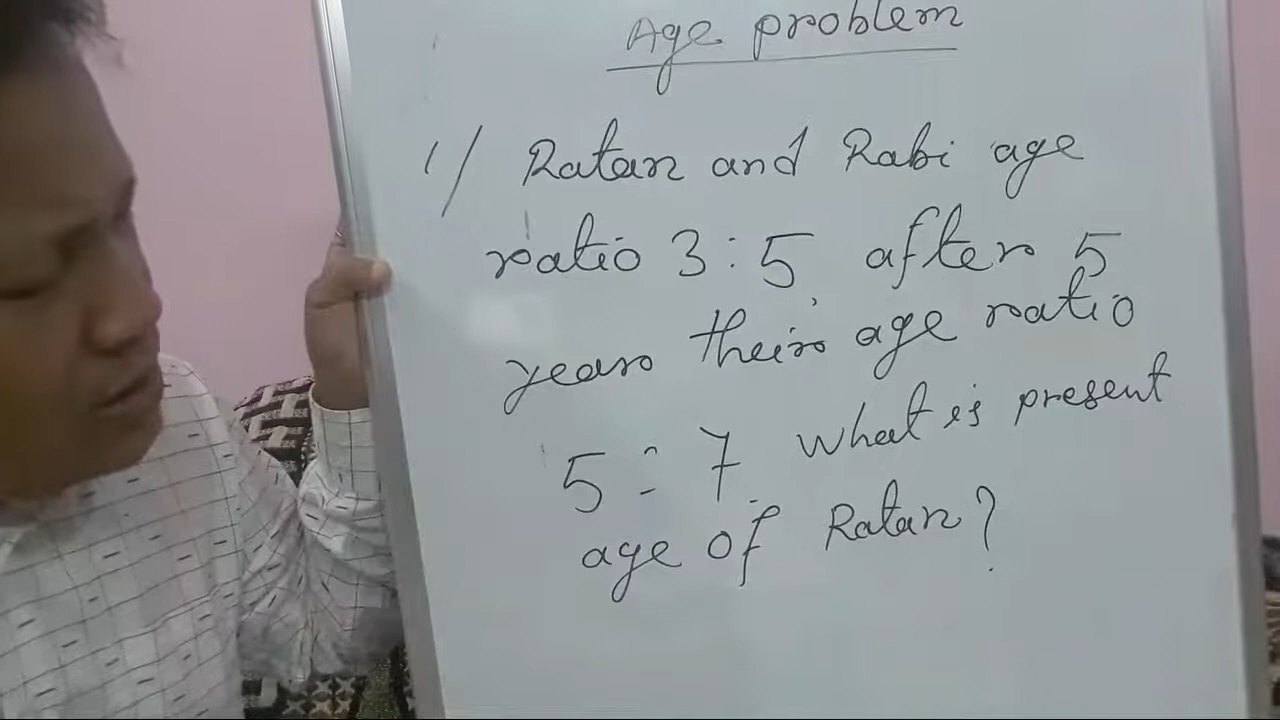 Age problem
1/ Ratan and Rabi age
ratio 3:5 after 5
years their age ratio
5:7. What is present
age of Ratan?